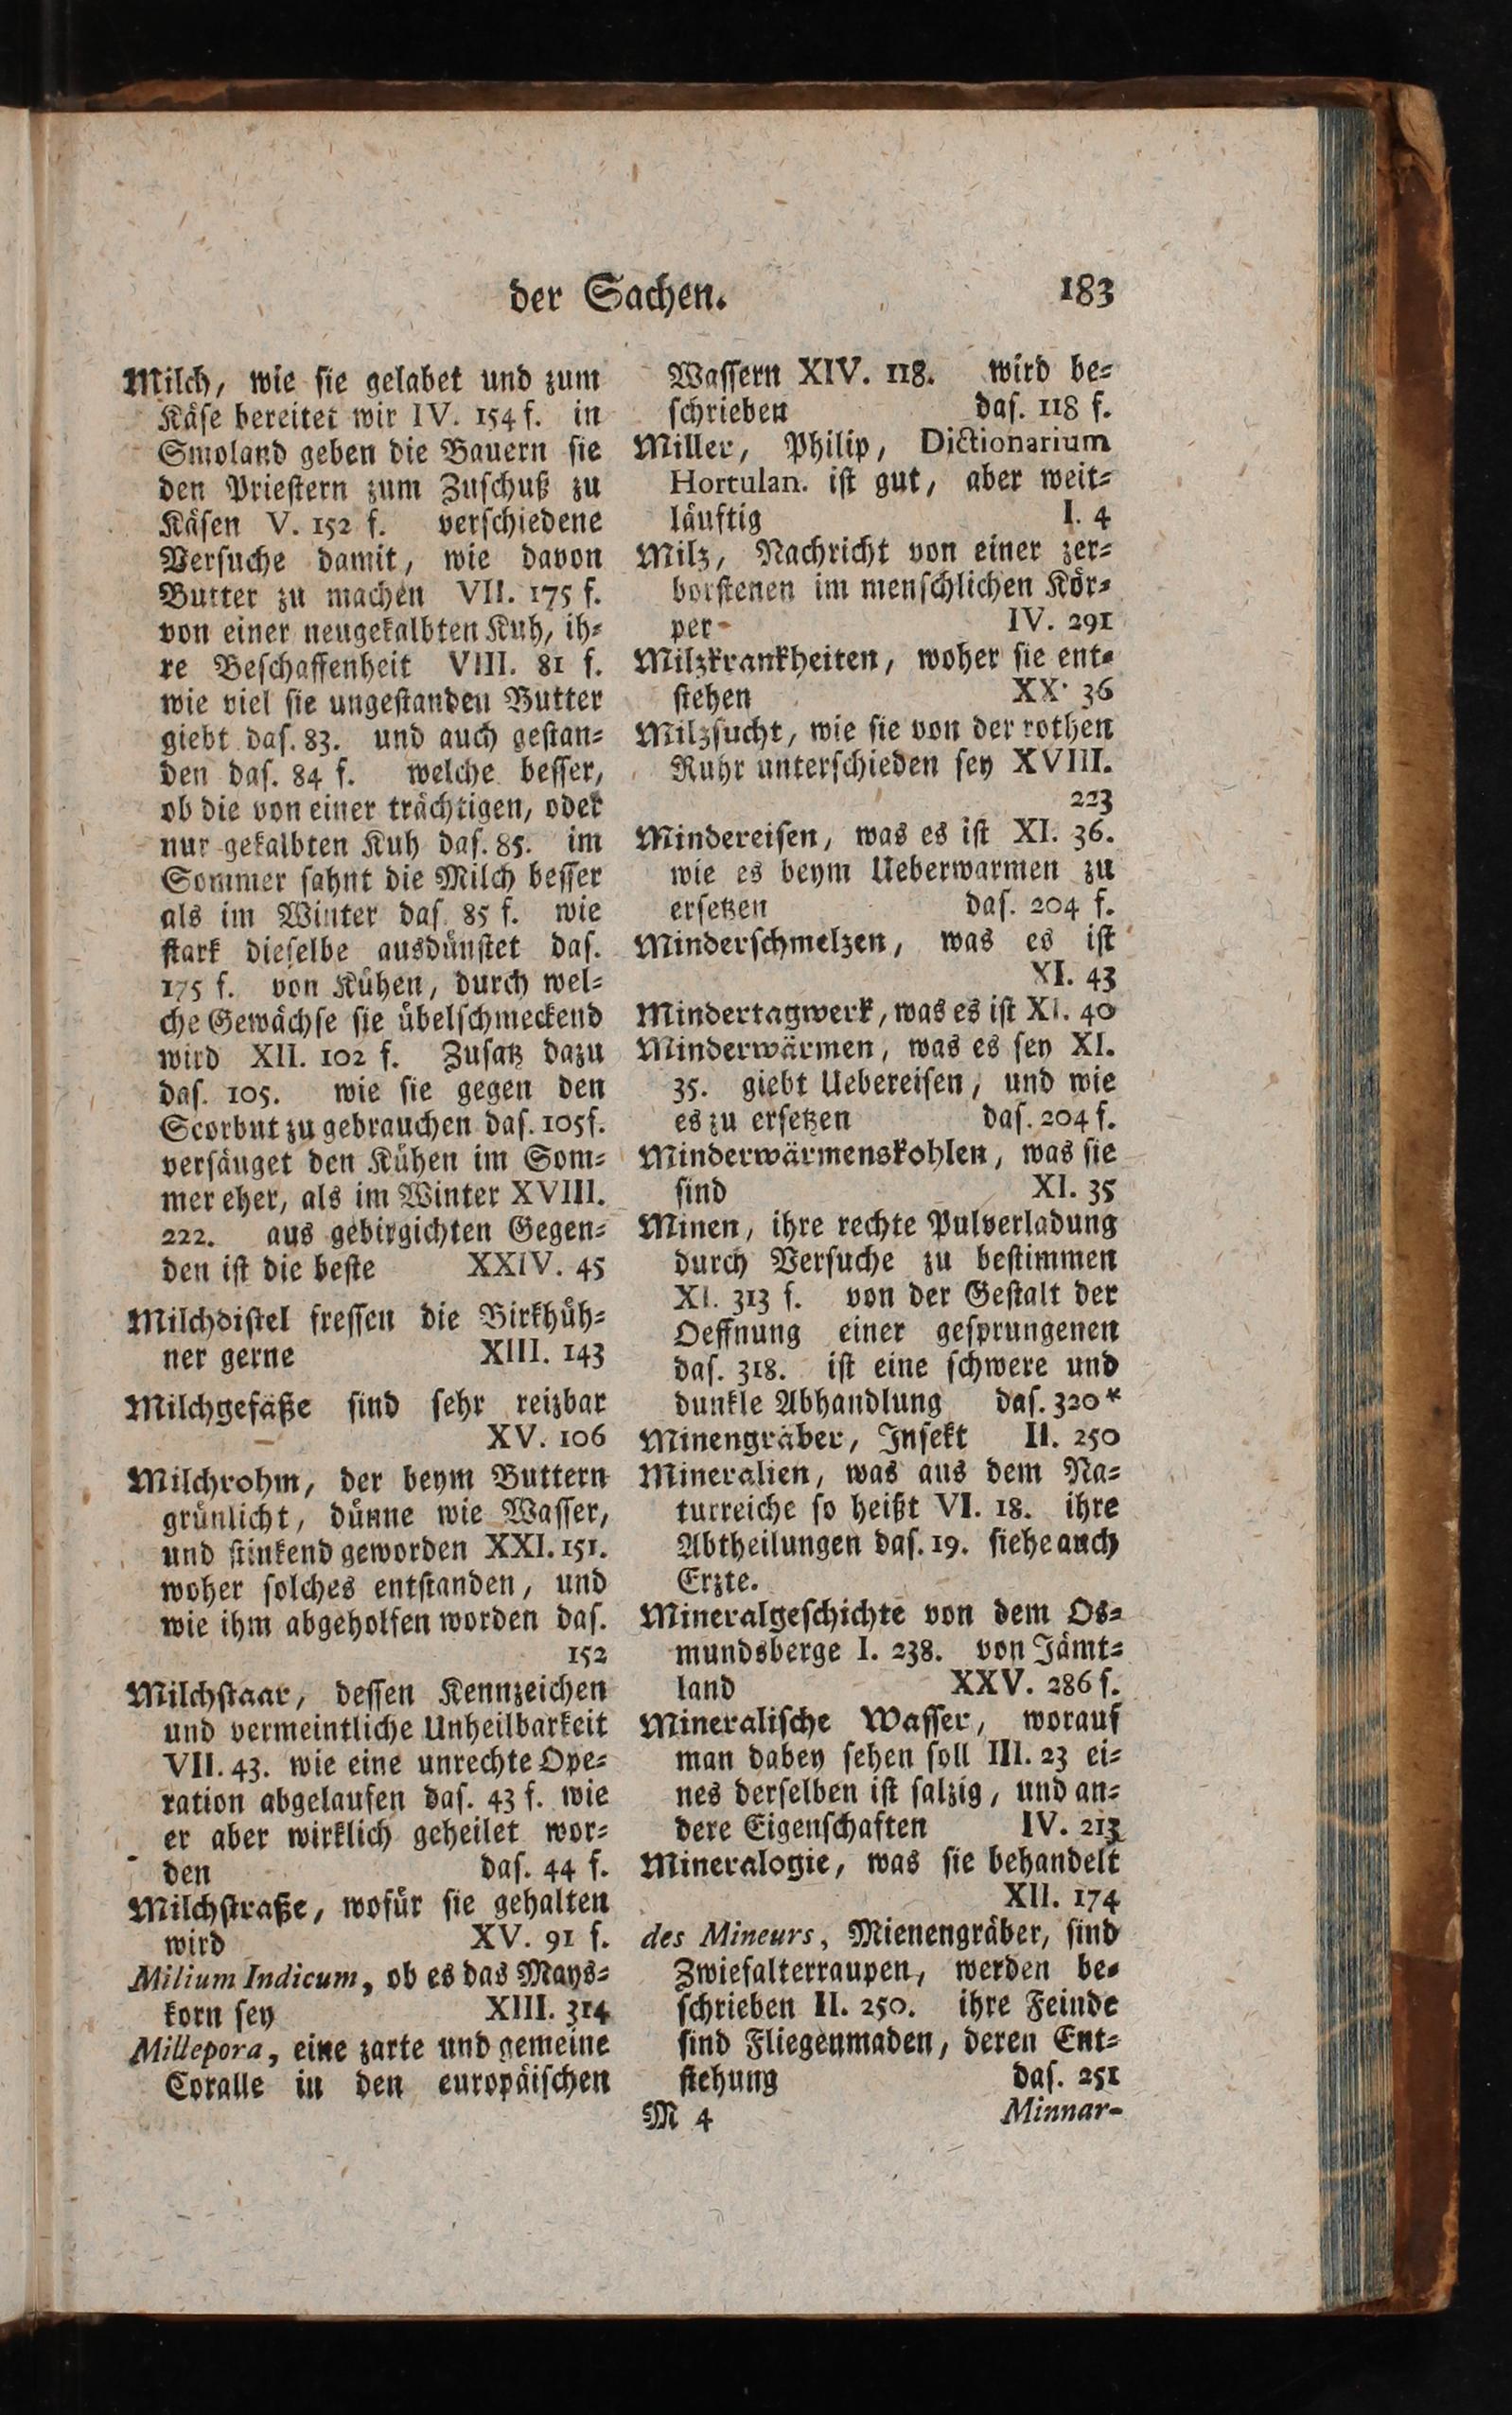 der Sachen.
183
Milch, wie ſie gelabet und zum
Käſe bereitet wir IV. 154 f. in
Smoland geben die Bauern ſie
den Prieſtern zum Zuſchuß zu
Käſen V. 152 f. verſchiedene
Verſuche damit, wie davon
Butter zu machen VII. 175 f.
von einer neugekalbten Kuh, ih-
re Beſchaffenheit VIII. 81 f.
wie viel ſie ungeſtanden Butter
giebt daſ. 83. und auch geſtan-
den daſ. 84 f. welche beſſer,
ob die von einer trächtigen, oder
nur gekalbten Kuh daſ. 85. im
Sommer ſahnt die Milch beſſer
als im Winter daſ. 85 f. wie
ſtark dieſelbe ausdünſtet daſ.
175 f. von Kühen, durch wel-
che Gewächſe ſie übelſchmeckend
wird XII. 102 f. Zuſatz dazu
daſ. 105. wie ſie gegen den
Scorbut zu gebrauchen daſ. 105 f.
verſäuget den Kühen im Som-
mer eher, als im Winter XVIII.
222. aus gebirgichten Gegen-
den iſt die beſte XXIV. 45
Milchdiſtel freſſen die Birkhüh-
ner gerne XIII. 143
Milchgefäße ſind ſehr reizbar
XV. 106
Milchrohm, der beym Buttern
grünlicht, dünne wie Waſſer,
und ſtinkend geworden XXI. 151.
woher ſolches entſtanden, und
wie ihm abgeholfen worden daſ.
152
Milchſtaar, deſſen Kennzeichen
und vermeintliche Unheilbarkeit
VII. 43. wie eine unrechte Ope-
ration abgelaufen daſ. 43 f. wie
er aber wirklich geheilet wor-
den daſ. 44 f.
Milchſtraße, wofür ſie gehalten
wird XV. 91 f.
Milium Indicum, ob es das Mays-
korn ſey XIII. 314
Millepora, eine zarte und gemeine
Coralle in den europäiſchen
Waſſern XIV. 118. wird be-
ſchrieben daſ. 118 f.
Miller, Philip, Dictionarium
Hortulan. iſt gut, aber weit-
läuftig I. 4
Milz, Nachricht von einer zer-
borſtenen im menſchlichen Kör-
per IV. 291
Milzkrankheiten, woher ſie ent-
ſtehen XX. 36
Milzſucht, wie ſie von der rothen
Ruhr unterſchieden ſey XVIII.
223
Mindereiſen, was es iſt XI. 36.
wie es beym Ueberwarmen zu
erſetzen daſ. 204 f.
Minderſchmelzen, was es iſt
XI. 43
Mindertagwerk, was es iſt XI. 40
Minderwärmen, was es ſey XI.
35. giebt Uebereiſen, und wie
es zu erſetzen daſ. 204 f.
Minderwärmenskohlen, was ſie
ſind XI. 35
Minen, ihre rechte Pulverladung
durch Verſuche zu beſtimmen
XI. 313 f. von der Geſtalt der
Oeffnung einer geſprungenen
daſ. 318. iſt eine ſchwere und
dunkle Abhandlung daſ. 320*
Minengräber, Inſekt II. 250
Mineralien, was aus dem Na-
turreiche ſo heißt VI. 18. ihre
Abtheilungen daſ. 19. ſiehe auch
Erzte.
Mineralgeſchichte von dem Os-
mundsberge I. 238. von Jämt-
land XXV. 286 f.
Mineraliſche Waſſer, worauf
man dabey ſehen ſoll III. 23 ei-
nes derſelben iſt ſalzig, und an-
dere Eigenſchaften IV. 213
Mineralogie, was ſie behandelt
XII. 174
des Mineurs, Mienengräber, ſind
Zwiefalterraupen, werden be-
ſchrieben II. 250. ihre Feinde
ſind Fliegenmaden, deren Ent-
ſtehung daſ. 251
M 4 Minnar-